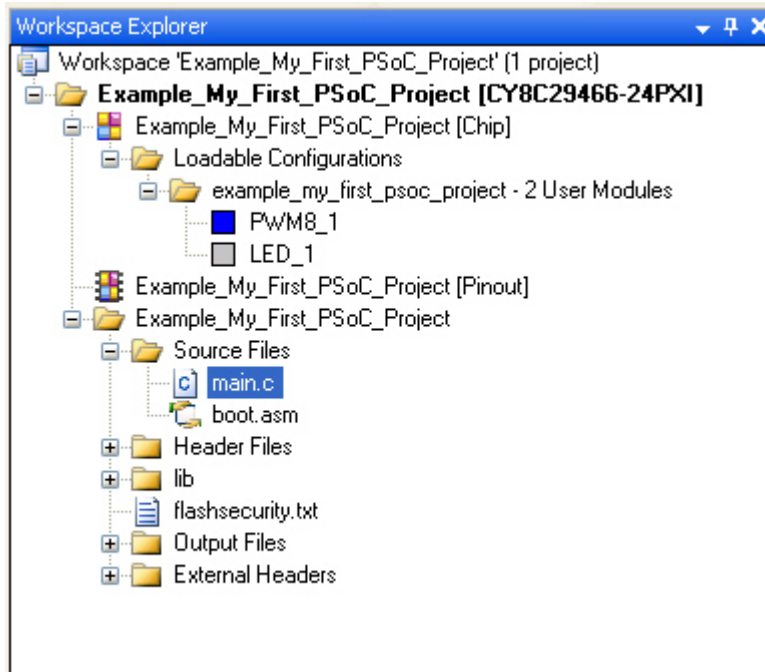 Workspace Explorer
Workspace 'Example_My_First_PSoC_Project' (1 project)
Example_My_First_PSoC_Project [CY8C29466-24PXI]
Example_My_First_PSoC_Project [Chip]
Loadable Configurations
example_my_first_psoc_project - 2 User Modules
PWM8_1
LED_1
Example_My_First_PSoC_Project [Pinout]
Example_My_First_PSoC_Project
Source Files
main.c
boot.asm
Header Files
lib
flashsecurity.txt
Output Files
External Headers